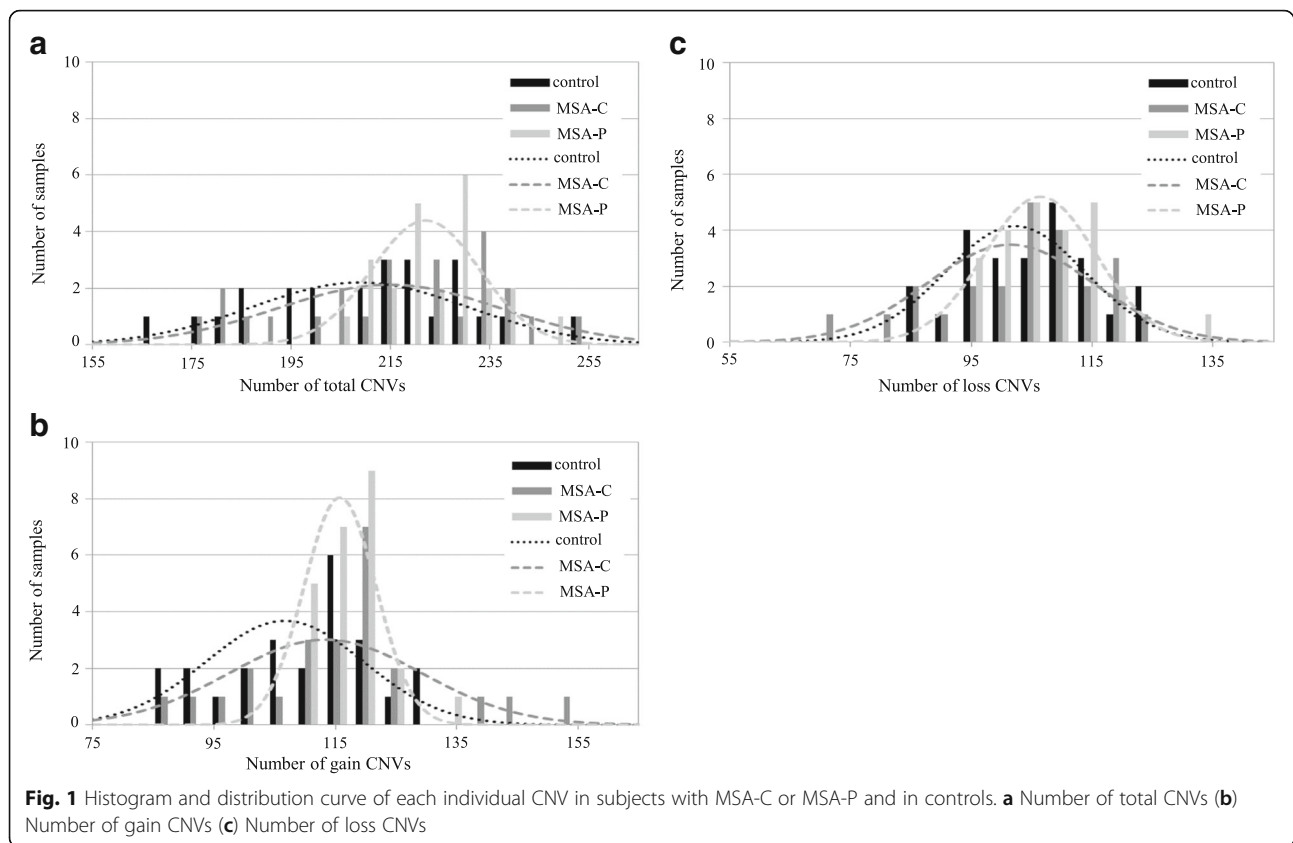 a
10
8
6
4
2
0
Number of samples
control
MSA-C
MSA-P
control
MSA-C
MSA-P
155 175 195 215 235 255
Number of total CNVs
c
10
8
6
4
2
0
Number of samples
control
MSA-C
MSA-P
control
MSA-C
MSA-P
55 75 95 115 135
Number of loss CNVs
b
10
8
6
4
2
0
Number of samples
control
MSA-C
MSA-P
control
MSA-C
MSA-P
75 95 115 135 155
Number of gain CNVs
Fig. 1 Histogram and distribution curve of each individual CNV in subjects with MSA-C or MSA-P and in controls. a Number of total CNVs (b)
Number of gain CNVs (c) Number of loss CNVs